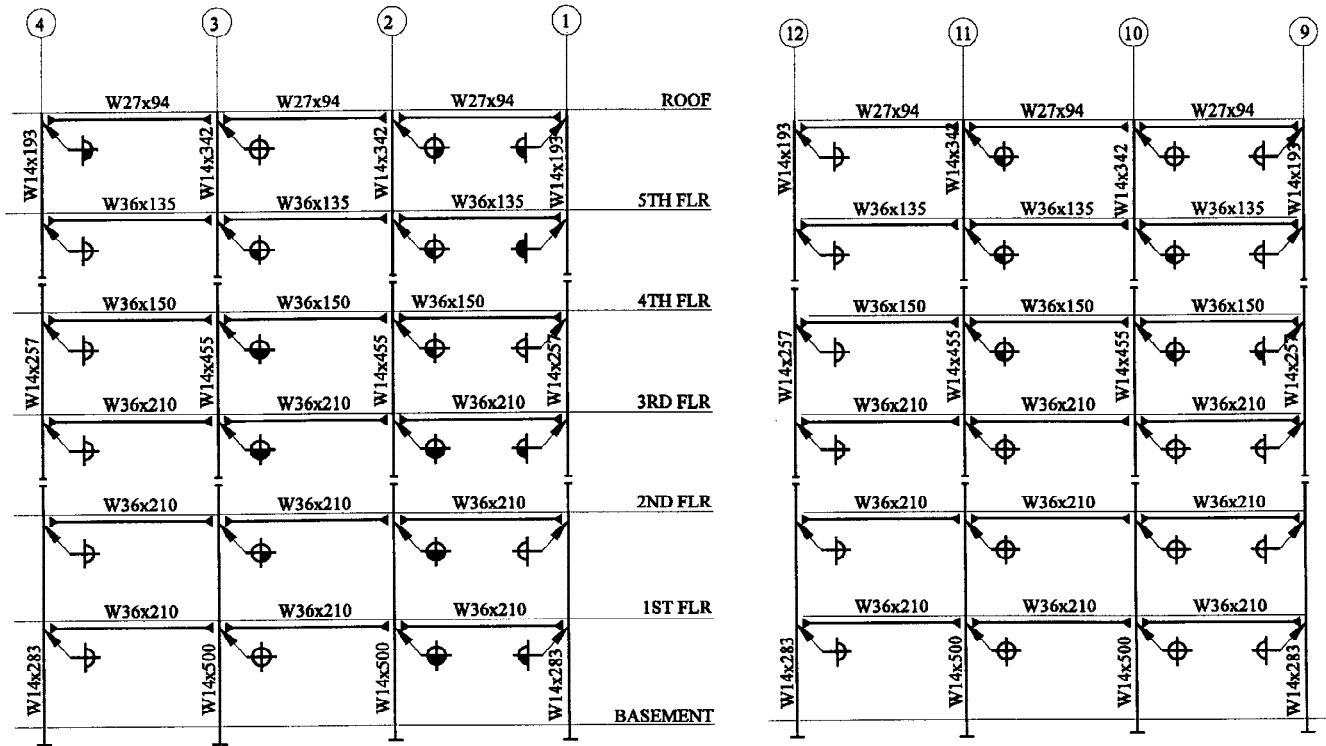 4 3 2 1
W27x94 W27x94 W27x94 ROOF
W14x193 W14x342 W14x342 W14x193
W36x135 W36x135 W36x135 5TH FLR
W36x150 W36x150 W36x150 4TH FLR
W14x257 W14x455 W14x455 W14x257
W36x210 W36x210 W36x210 3RD FLR
W36x210 W36x210 W36x210 2ND FLR
W36x210 W36x210 W36x210 1ST FLR
W14x283 W14x500 W14x500 W14x283
BASEMENT
12 11 10 9
W27x94 W27x94 W27x94
W14x193 W14x342 W14x342 W14x193
W36x135 W36x135 W36x135
W36x150 W36x150 W36x150
W14x257 W14x455 W14x455 W14x257
W36x210 W36x210 W36x210
W36x210 W36x210 W36x210
W36x210 W36x210 W36x210
W14x283 W14x500 W14x500 W14x283